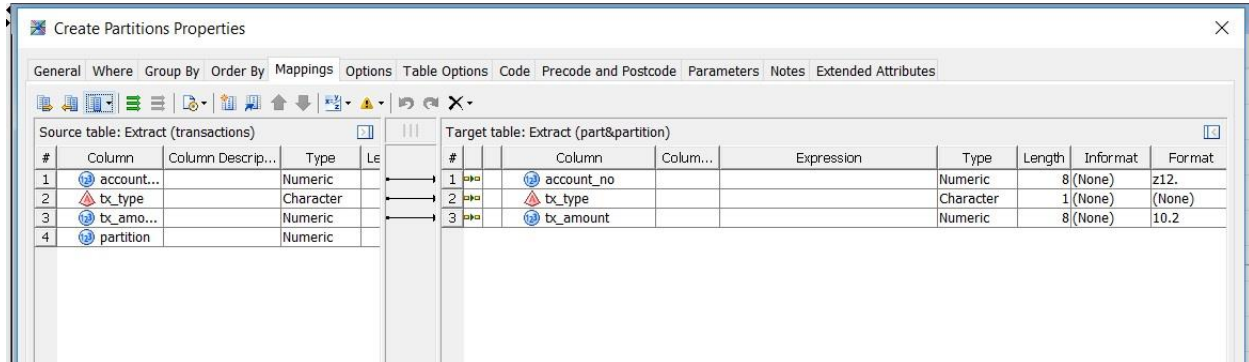 Create Partitions Properties
General Where Group By Order By Mappings Options Table Options Code Precode and Postcode Parameters Notes Extended Attributes
Source table: Extract (transactions) Target table: Extract (part&partition)
# Column Column Descrip... Type Le # Column Colum... Expression Type Length Informat Format
1 account... Numeric 1 account_no Numeric 8 (None) z12.
2 tx_type Character 2 tx_type Character 1 (None) (None)
3 tx_amo... Numeric 3 tx_amount Numeric 8 (None) 10.2
4 partition Numeric